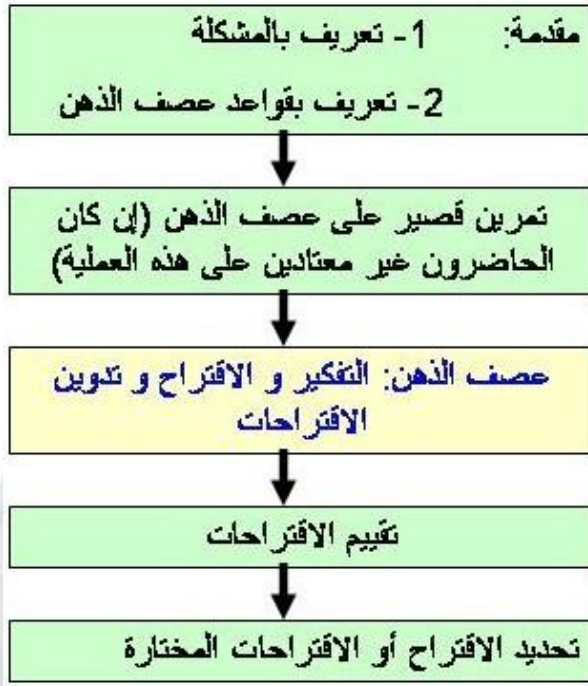 مقدمة: 1- تعريف بالمشكلة
2- تعريف بقواعد عصف الذهن
تمرين قصير على عصف الذهن (إن كان
الحاضرون غير معتادين على هذه العملية)
عصف الذهن: التفكير و الاقتراح و تدوين
الاقتراحات
تقييم الاقتراحات
تحديد الاقتراح أو الاقتراحات المختارة